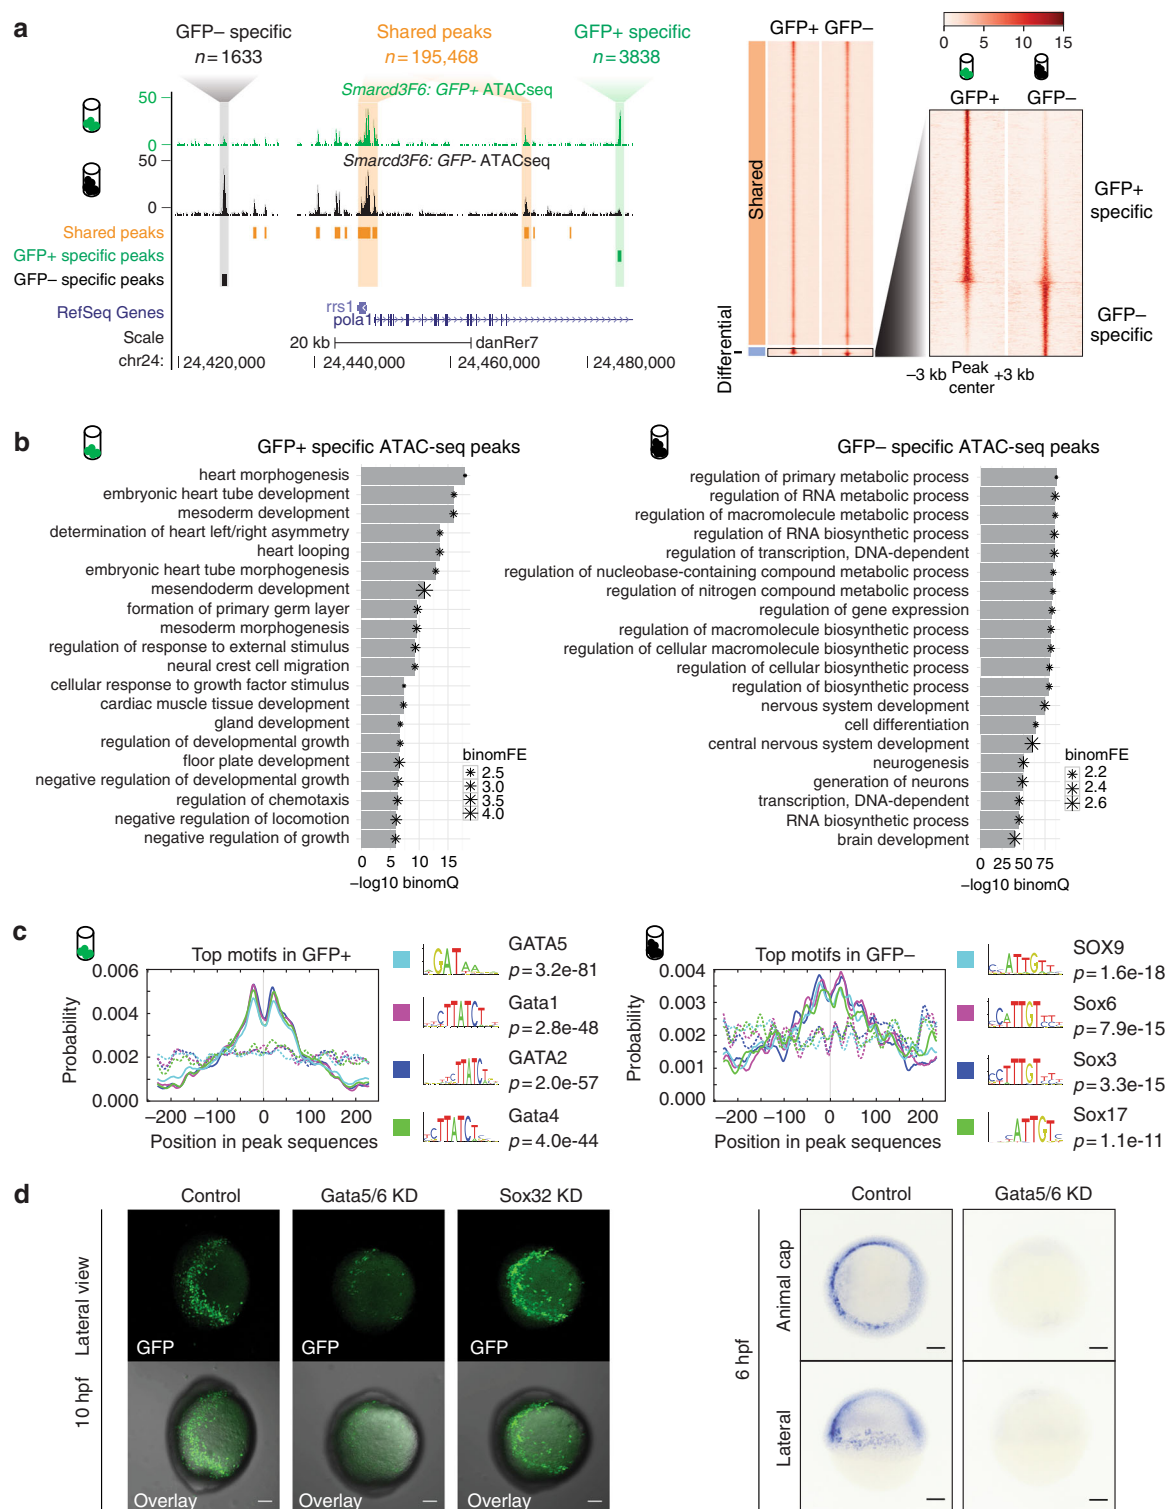 a
GFP– specific
n=1633
Shared peaks
n=195,468
GFP+ specific
n=3838
50
Smarcd3F6: GFP+ ATACseq
0
50
Smarcd3F6: GFP- ATACseq
0
Shared peaks
GFP+ specific peaks
GFP– specific peaks
RefSeq Genes
rrs1
pola1
Scale
20 kb
danRer7
chr24:
24,420,000
24,440,000
24,460,000
24,480,000
GFP+ GFP–
Shared
Differential
0 5 10 15
GFP+ GFP–
GFP+
specific
GFP–
specific
–3 kb Peak center +3 kb
b
GFP+ specific ATAC-seq peaks
heart morphogenesis
embryonic heart tube development
mesoderm development
determination of heart left/right asymmetry
heart looping
embryonic heart tube morphogenesis
mesendoderm development
formation of primary germ layer
mesoderm morphogenesis
regulation of response to external stimulus
neural crest cell migration
cellular response to growth factor stimulus
cardiac muscle tissue development
gland development
regulation of developmental growth
floor plate development
negative regulation of developmental growth
regulation of chemotaxis
negative regulation of locomotion
negative regulation of growth
binomFE
2.5
3.0
3.5
4.0
0 5 10 15
–log10 binomQ
GFP– specific ATAC-seq peaks
regulation of primary metabolic process
regulation of RNA metabolic process
regulation of macromolecule metabolic process
regulation of RNA biosynthetic process
regulation of transcription, DNA-dependent
regulation of nucleobase-containing compound metabolic process
regulation of nitrogen compound metabolic process
regulation of gene expression
regulation of macromolecule biosynthetic process
regulation of cellular macromolecule biosynthetic process
regulation of cellular biosynthetic process
regulation of biosynthetic process
nervous system development
cell differentiation
central nervous system development
neurogenesis
generation of neurons
transcription, DNA-dependent
RNA biosynthetic process
brain development
binomFE
2.2
2.4
2.6
0 25 50 75
–log10 binomQ
c
Top motifs in GFP+
Probability
0.006
0.004
0.002
0.000
–200 –100 0 100 200
Position in peak sequences
GATA5
p=3.2e-81
Gata1
p=2.8e-48
GATA2
p=2.0e-57
Gata4
p=4.0e-44
Top motifs in GFP–
Probability
0.004
0.003
0.002
0.001
0.000
–200 –100 0 100 200
Position in peak sequences
SOX9
p=1.6e-18
Sox6
p=7.9e-15
Sox3
p=3.3e-15
Sox17
p=1.1e-11
d
Control
Gata5/6 KD
Sox32 KD
Lateral view
10 hpf
GFP
GFP
GFP
Overlay
Overlay
Overlay
Control
Gata5/6 KD
6 hpf
Animal cap
Lateral